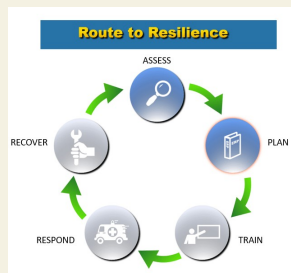 Route to Resilience
ASSESS
PLAN
TRAIN
RESPOND
RECOVER